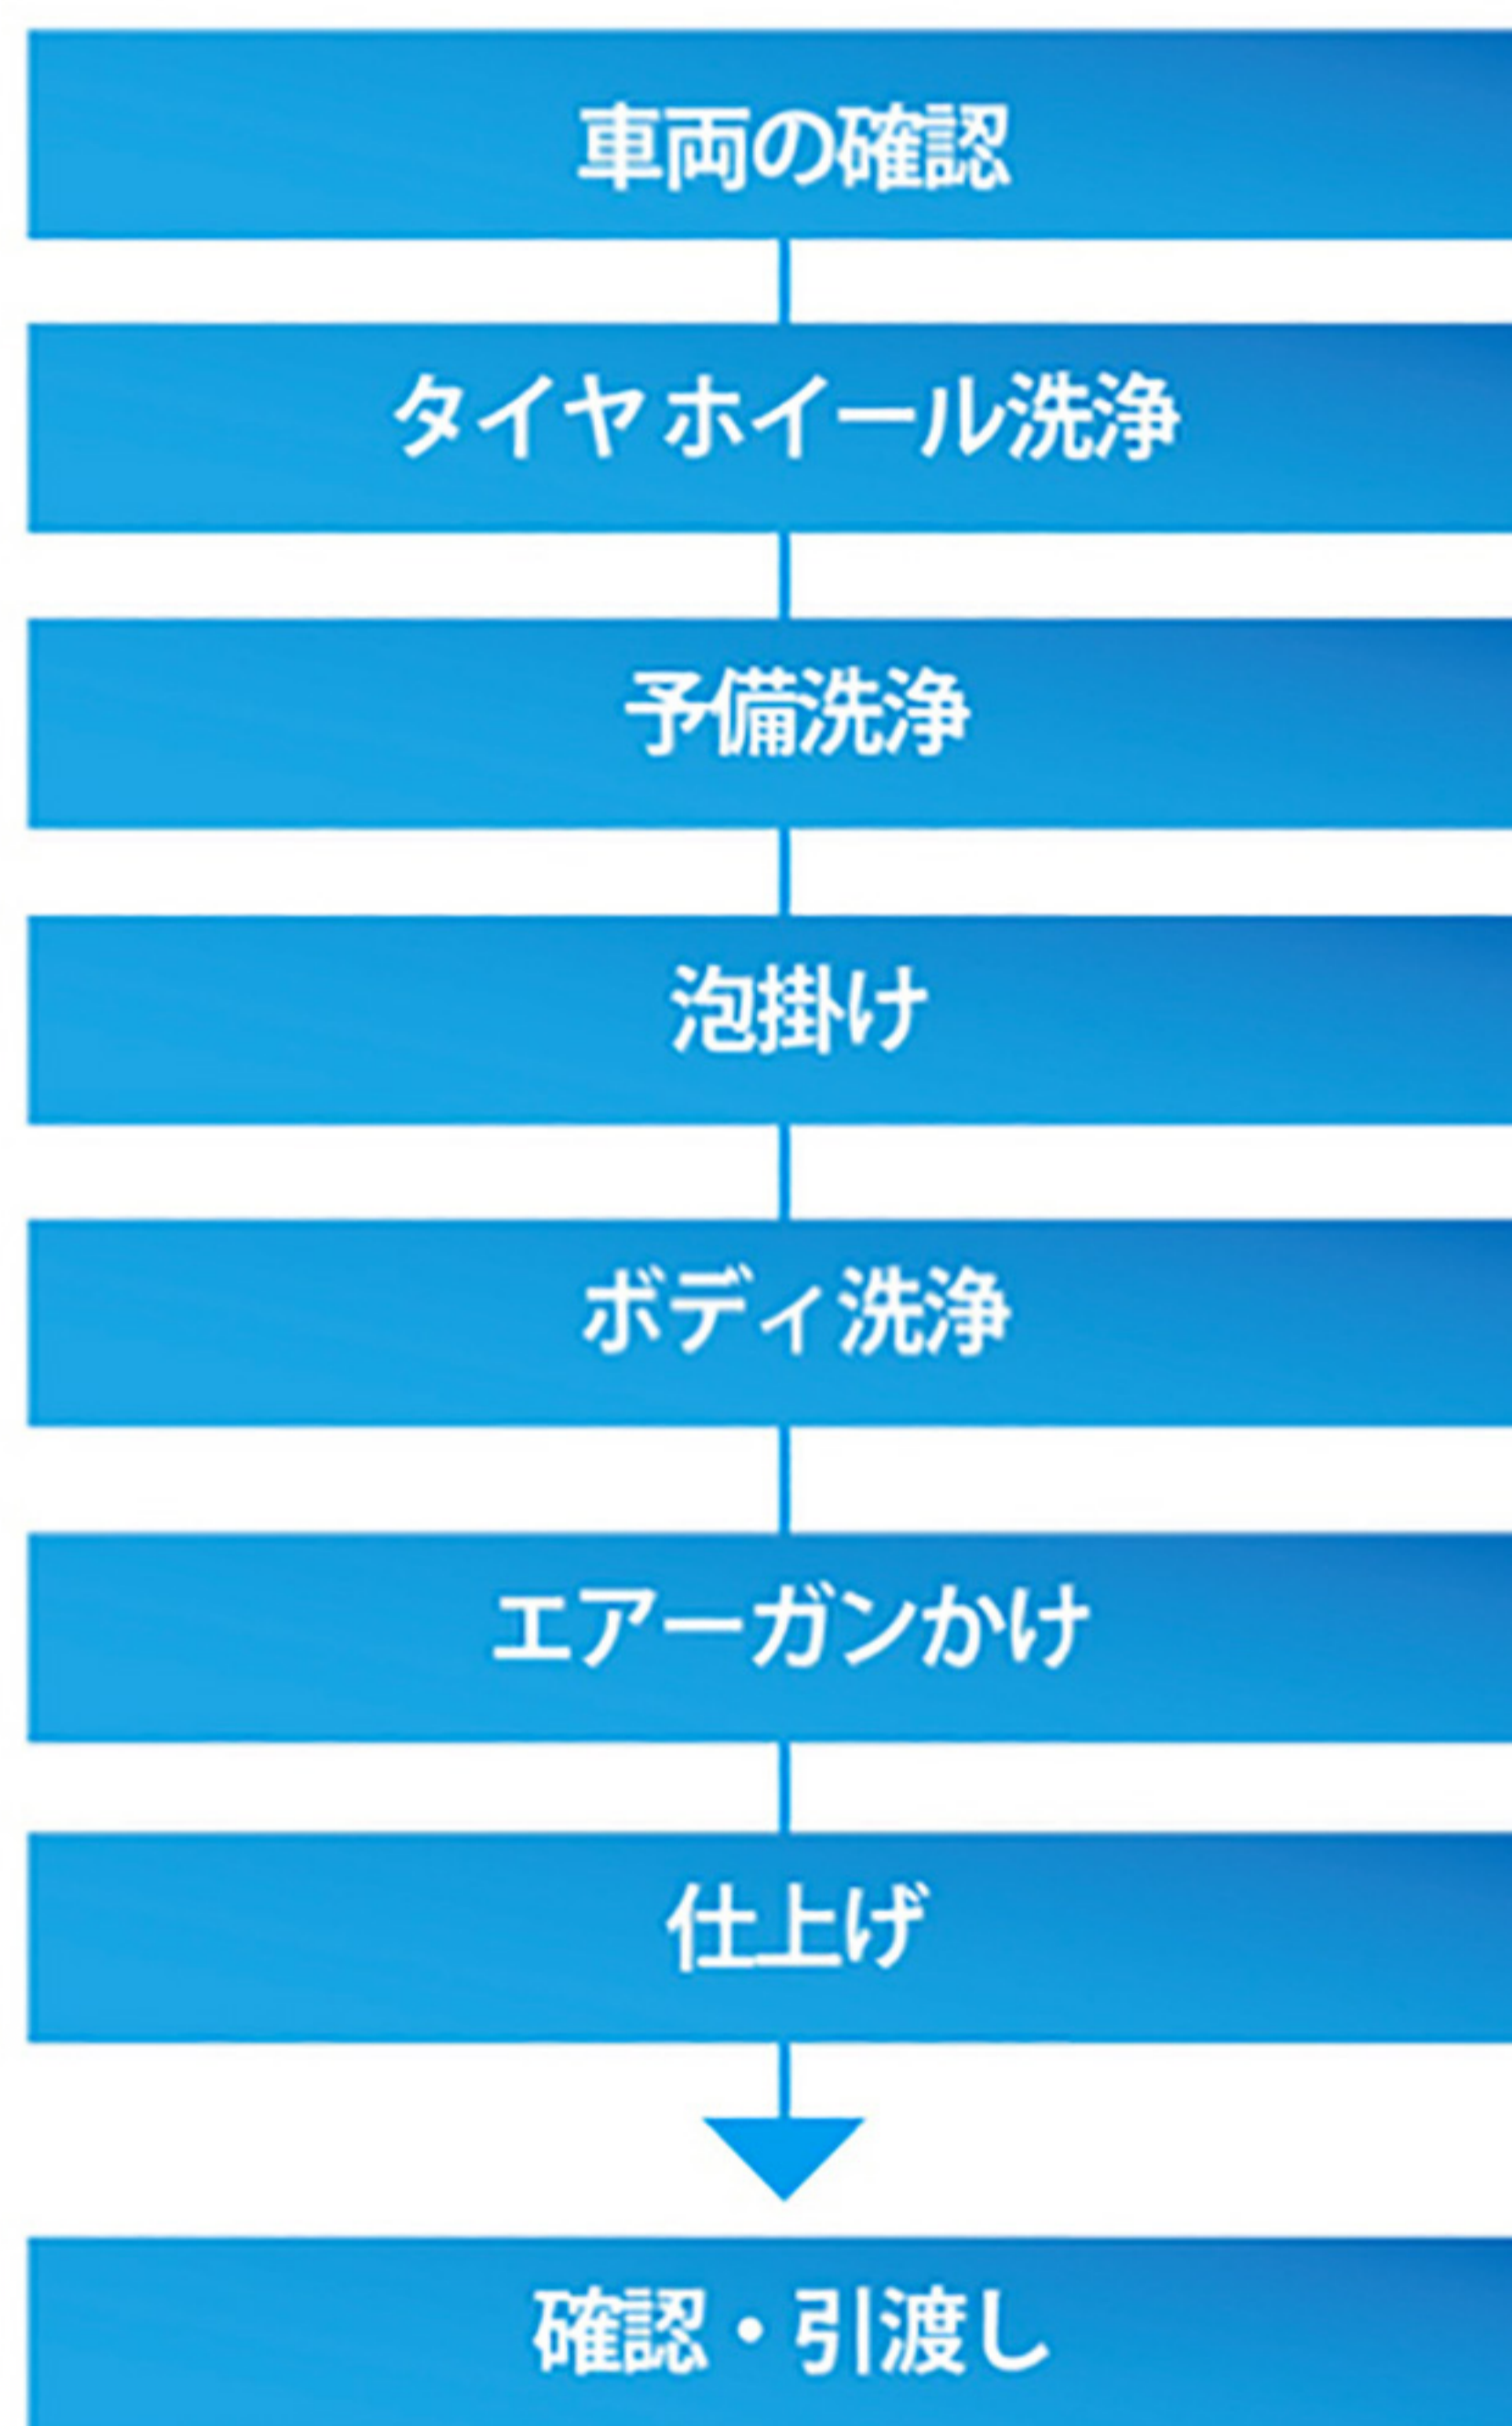 車両の確認
タイヤホイール洗浄
予備洗浄
泡掛け
ボディ洗浄
エアーガンかけ
仕上げ
確認・引渡し